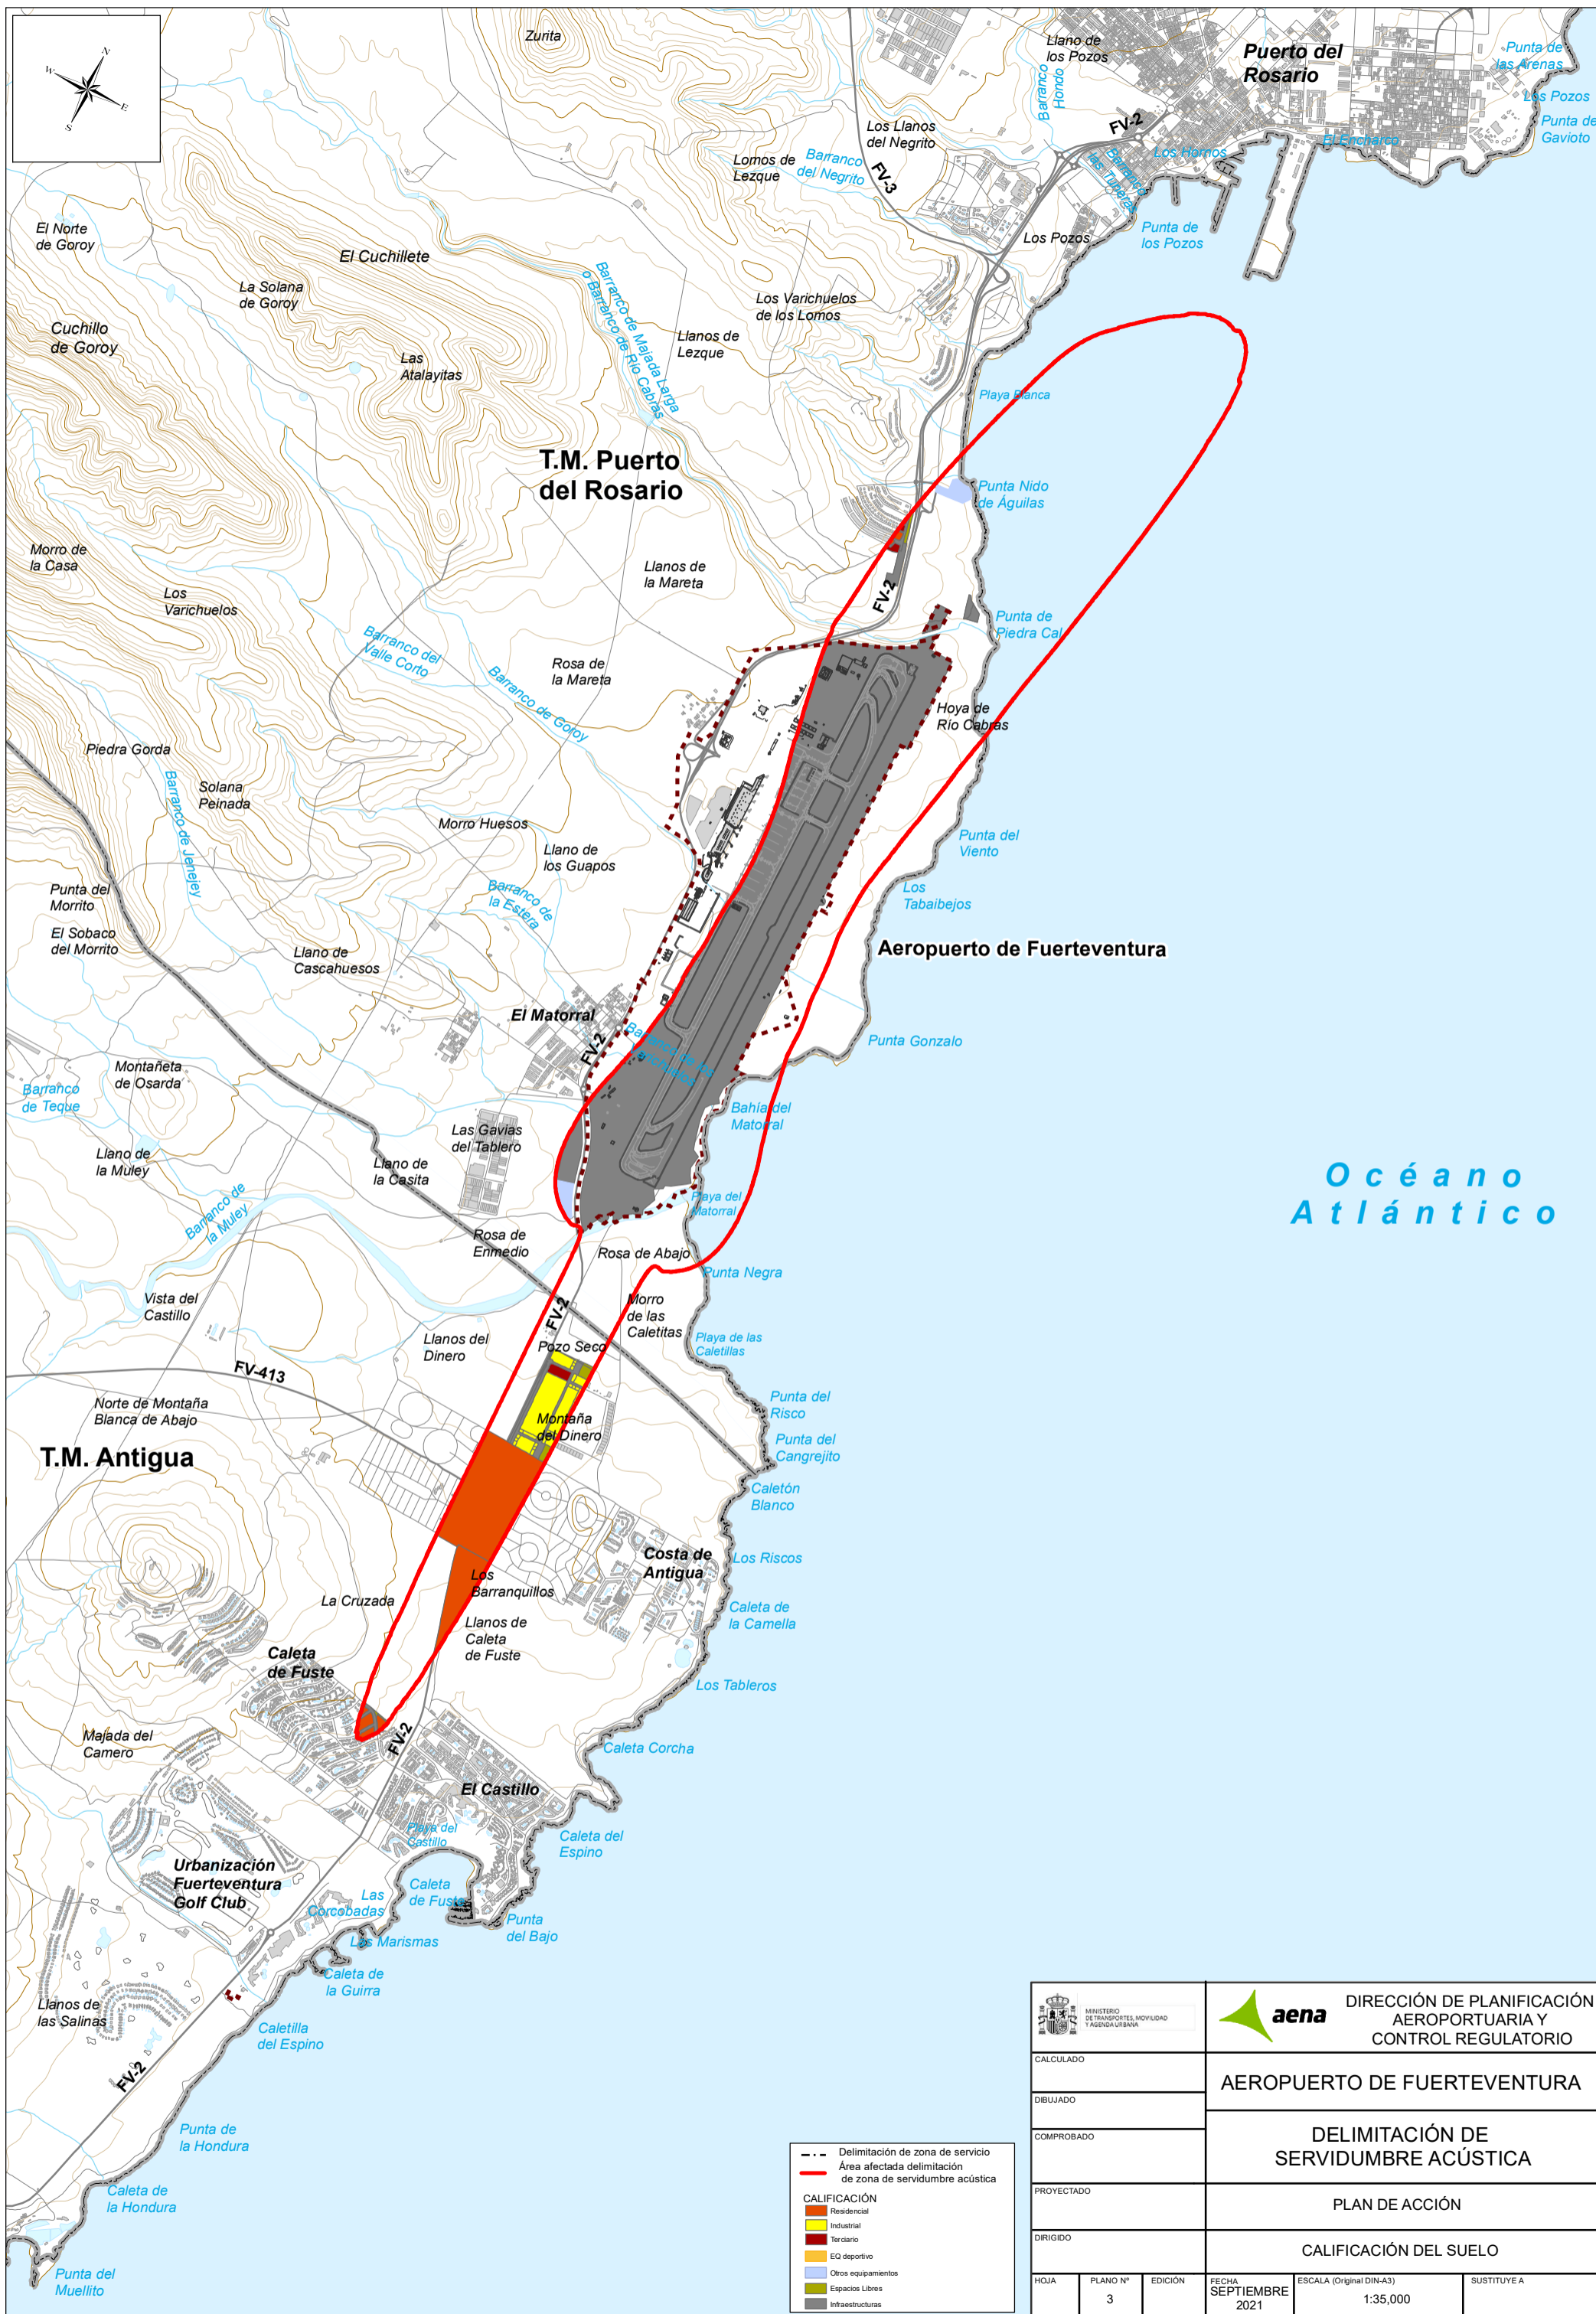 N
W
E
S
Zurita
Llano de
los Pozos
Puerto del
Rosario
Punta de
las Arenas
Los Pozos
Punta de
Gavioto
Barranco
Hondo
FV-2
El Encharco
Los Hornos
Los Llanos
del Negrito
Lomos de
Lezque
Barranco
del Negrito
FV-3
Barranco
las Tuneras
Punta de
los Pozos
Los Pozos
El Norte
de Goroy
El Cuchillete
La Solana
de Goroy
Barranco de Majada Larga
o Barranco de Río Cabras
Los Varichuelos
de los Lomos
Cuchillo
de Goroy
Las
Atalayitas
Llanos de
Lezque
Playa Blanca
T.M. Puerto
del Rosario
Punta Nido
de Águilas
Morro de
la Casa
Los
Varichuelos
Llanos de
la Mareta
FV-2
Punta de
Piedra Cal
Barranco del
Valle Corto
Rosa de
la Mareta
Barranco de Goroy
Hoya de
Río Cabras
Piedra Gorda
Solana
Peinada
Barranco de Jenejey
Morro Huesos
Llano de
los Guapos
Punta del
Viento
Punta del
Morrito
Barranco de
la Estera
Los
Tabaibejos
El Sobaco
del Morrito
Llano de
Cascahuesos
Aeropuerto de Fuerteventura
El Matorral
FV-2
Barranco de los
Varichuelos
Punta Gonzalo
Montañeta
de Osarda
Barranco
de Teque
Bahía del
Matorral
Las Gavias
del Tablero
Llano de
la Muley
Llano de
la Casita
Océano
Atlántico
Barranco de
la Muley
Playa del
Matorral
Rosa de
Enmedio
Rosa de Abajo
Punta Negra
Vista del
Castillo
FV-2
Morro
de las
Caletitas
Llanos del
Dinero
Pozo Seco
Playa de las
Caletillas
FV-413
Norte de Montaña
Blanca de Abajo
Montaña
del Dinero
Punta del
Risco
Punta del
Cangrejito
T.M. Antigua
Caletón
Blanco
Costa de
Antigua
Los Riscos
Los
Barranquillos
La Cruzada
Caleta de
la Camella
Llanos de
Caleta
de Fuste
Caleta
de Fuste
Los Tableros
Majada del
Camero
FV-2
Caleta Corcha
El Castillo
Playa del
Castillo
Caleta del
Espino
Urbanización
Fuerteventura
Golf Club
Las
Corcobadas
Caleta
de Fuste
Punta
del Bajo
Las Marismas
Caleta de
la Guirra
Llanos de
las Salinas
Caletilla
del Espino
FV-2
Punta de
la Hondura
Caleta de
la Hondura
Punta del
Muellito
Delimitación de zona de servicio
Área afectada delimitación
de zona de servidumbre acústica
CALIFICACIÓN
Residencial
Industrial
Terciario
EQ deportivo
Otros equipamientos
Espacios Libres
Infraestructuras
MINISTERIO
DE TRANSPORTES, MOVILIDAD
Y AGENDA URBANA
aena
DIRECCIÓN DE PLANIFICACIÓN
AEROPORTUARIA Y
CONTROL REGULATORIO
CALCULADO
AEROPUERTO DE FUERTEVENTURA
DIBUJADO
COMPROBADO
DELIMITACIÓN DE
SERVIDUMBRE ACÚSTICA
PROYECTADO
PLAN DE ACCIÓN
DIRIGIDO
CALIFICACIÓN DEL SUELO
HOJA
PLANO Nº
3
EDICIÓN
FECHA
SEPTIEMBRE
2021
ESCALA (Original DIN-A3)
1:35,000
SUSTITUYE A